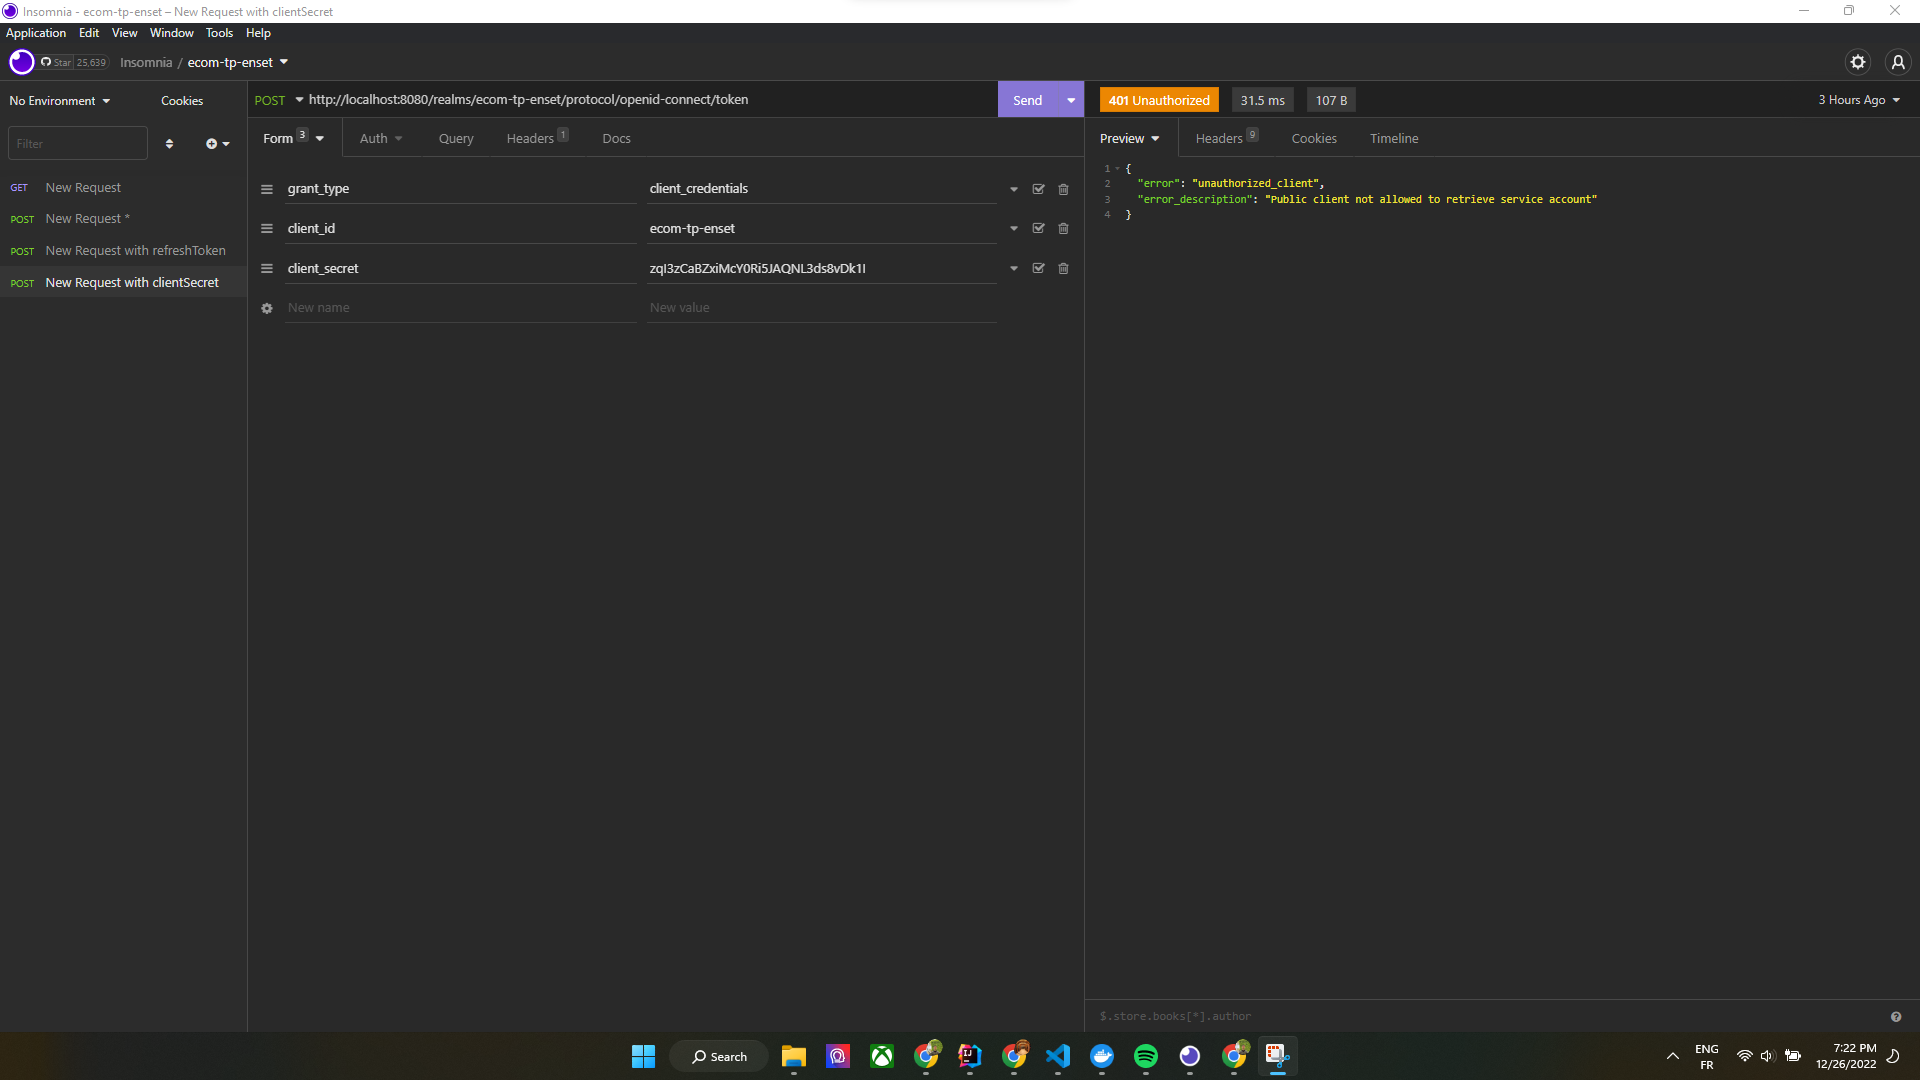 Insomnia - ecom-tp-enset – New Request with clientSecret
Application Edit View Window Tools Help
Star 25,639 Insomnia / ecom-tp-enset
No Environment Cookies
POST http://localhost:8080/realms/ecom-tp-enset/protocol/openid-connect/token Send
401 Unauthorized 31.5 ms 107 B 3 Hours Ago
Filter
Form 3 Auth Query Headers 1 Docs
Preview Headers 9 Cookies Timeline
GET New Request
POST New Request *
POST New Request with refreshToken
POST New Request with clientSecret
grant_type client_credentials
client_id ecom-tp-enset
client_secret zqI3zCaBZxiMcY0Ri5JAQNL3ds8vDk1I
New name New value
1 {
2 "error": "unauthorized_client",
3 "error_description": "Public client not allowed to retrieve service account"
4 }
$.store.books[*].author
Search
ENG
FR
7:22 PM
12/26/2022